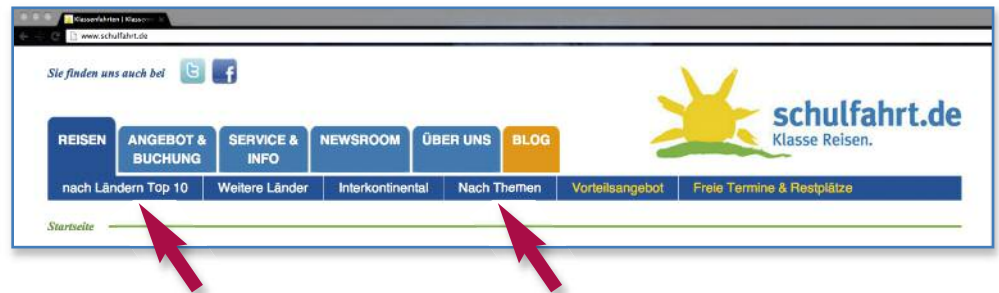 Klassenfahrten | Klassenr
www.schulfahrt.de
Sie finden uns auch bei
schulfahrt.de
Klasse Reisen.
REISEN ANGEBOT & BUCHUNG SERVICE & INFO NEWSROOM ÜBER UNS BLOG
nach Ländern Top 10 Weitere Länder Interkontinental Nach Themen Vorteilsangebot Freie Termine & Restplätze
Startseite